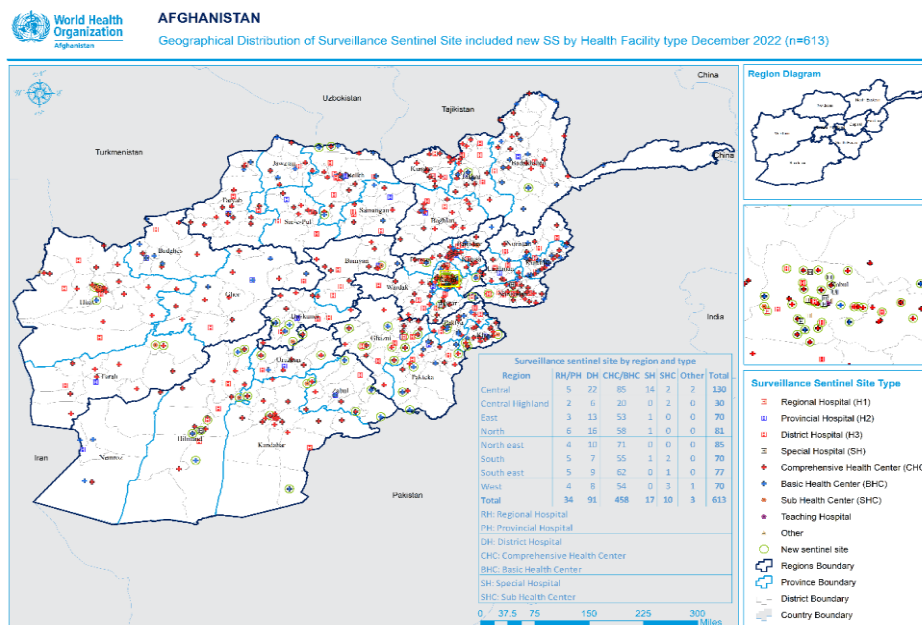 World Health
Organization
Afghanistan
AFGHANISTAN
Geographical Distribution of Surveillance Sentinel Site included new SS by Health Facility type December 2022 (n=613)
China
Uzbekistan
Tajikistan
Turkmenistan
China
Jawzjan
Balkh
Kunduz
Takhar
Badakhshan
Faryab
Sar-e-Pul
Samangan
Baghlan
Badghis
Bamyan
Nuristan
Wardak
Hirat
Ghor
Ghazni
Uruzgan
Paktika
Farah
Zabul
Hilmand
Kandahar
Nimroz
India
Iran
Pakistan
Surveillance sentinel site by region and type
Region RH/PH DH CHC/BHC SH SHC Other Total
Central 5 22 85 14 2 2 130
Central Highland 2 6 20 0 2 0 30
East 3 13 53 1 0 0 70
North 6 16 58 1 0 0 81
North east 4 10 71 0 0 0 85
South 5 7 55 1 2 0 70
South east 5 9 62 0 1 0 77
West 4 8 54 0 3 1 70
Total 34 91 458 17 10 3 613
RH: Regional Hospital
PH: Provincial Hospital
DH: District Hospital
CHC: Comprehensive Health Center
BHC: Basic Health Center
SH: Special Hospital
SHC: Sub Health Center
0 37.5 75 150 225 300
Miles
Region Diagram
Kabul
Surveillance Sentinel Site Type
Regional Hospital (H1)
Provincial Hospital (H2)
District Hospital (H3)
Special Hospital (SH)
Comprehensive Health Center (CHC
Basic Health Center (BHC)
Sub Health Center (SHC)
Teaching Hospital
Other
New sentinel site
Regions Boundary
Province Boundary
District Boundary
Country Boundary